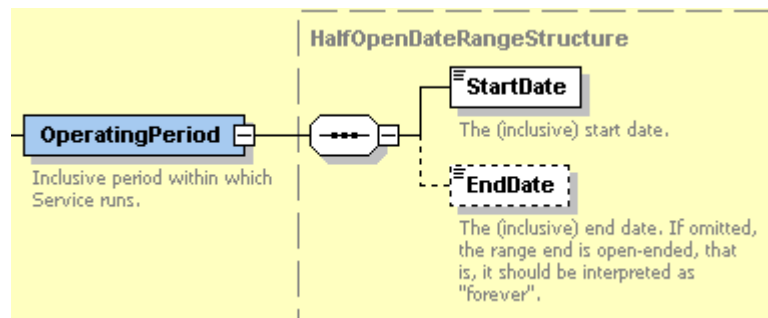 HalfOpenDateRangeStructure
StartDate
The (inclusive) start date.
OperatingPeriod
Inclusive period within which
Service runs.
EndDate
The (inclusive) end date. If omitted,
the range end is open-ended, that
is, it should be interpreted as
"forever".